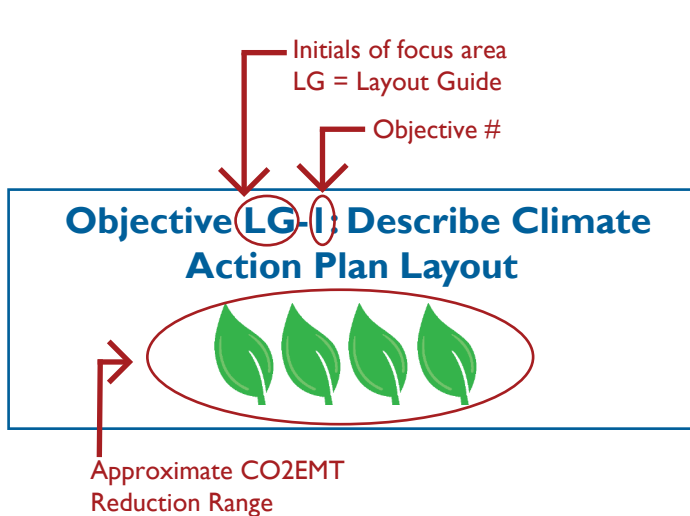 Initials of focus area
LG = Layout Guide
Objective #
Objective LG-1: Describe Climate
Action Plan Layout
Approximate CO2EMT
Reduction Range